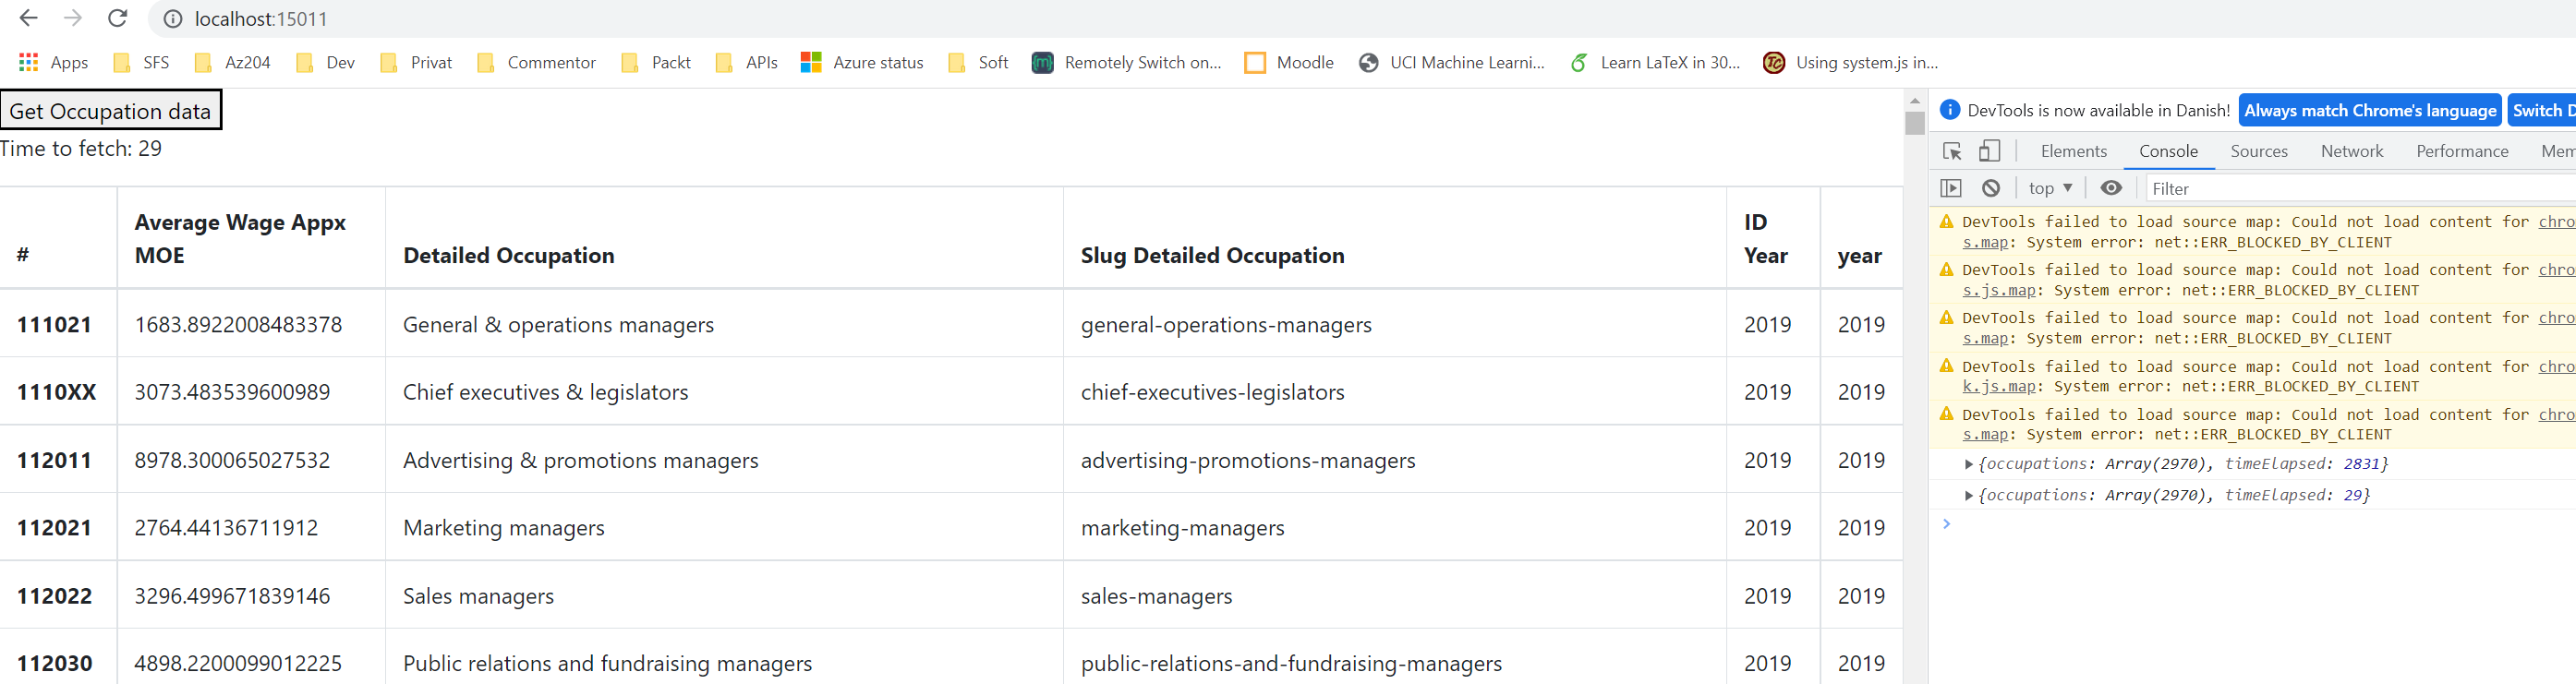 localhost:15011
Apps SFS Az204 Dev Privat Commentor Packt APIs Azure status Soft Remotely Switch on... Moodle UCI Machine Learni... Learn LaTeX in 30... Using system.js in...
Get Occupation data
Time to fetch: 29
# Average Wage Appx MOE Detailed Occupation Slug Detailed Occupation ID Year year
111021 1683.8922008483378 General & operations managers general-operations-managers 2019 2019
1110XX 3073.483539600989 Chief executives & legislators chief-executives-legislators 2019 2019
112011 8978.300065027532 Advertising & promotions managers advertising-promotions-managers 2019 2019
112021 2764.44136711912 Marketing managers marketing-managers 2019 2019
112022 3296.499671839146 Sales managers sales-managers 2019 2019
112030 4898.2200099012225 Public relations and fundraising managers public-relations-and-fundraising-managers 2019 2019
DevTools is now available in Danish! Always match Chrome's language Switch D
Elements Console Sources Network Performance Mem
top Filter
DevTools failed to load source map: Could not load content for chro
s.map: System error: net::ERR_BLOCKED_BY_CLIENT
DevTools failed to load source map: Could not load content for chro
s.js.map: System error: net::ERR_BLOCKED_BY_CLIENT
DevTools failed to load source map: Could not load content for chro
s.map: System error: net::ERR_BLOCKED_BY_CLIENT
DevTools failed to load source map: Could not load content for chro
k.js.map: System error: net::ERR_BLOCKED_BY_CLIENT
DevTools failed to load source map: Could not load content for chro
s.map: System error: net::ERR_BLOCKED_BY_CLIENT
{occupations: Array(2970), timeElapsed: 2831}
{occupations: Array(2970), timeElapsed: 29}